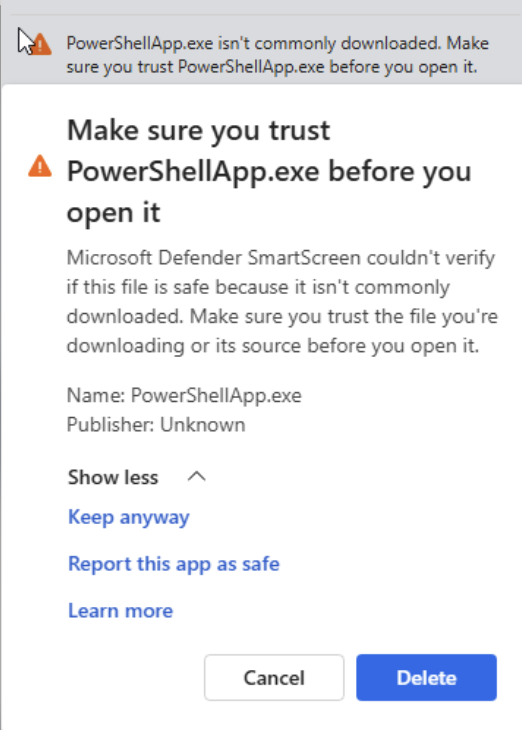 PowerShellApp.exe isn't commonly downloaded. Make
sure you trust PowerShellApp.exe before you open it.
Make sure you trust
PowerShellApp.exe before you
open it
Microsoft Defender SmartScreen couldn't verify
if this file is safe because it isn't commonly
downloaded. Make sure you trust the file you're
downloading or its source before you open it.
Name: PowerShellApp.exe
Publisher: Unknown
Show less
Keep anyway
Report this app as safe
Learn more
Cancel
Delete